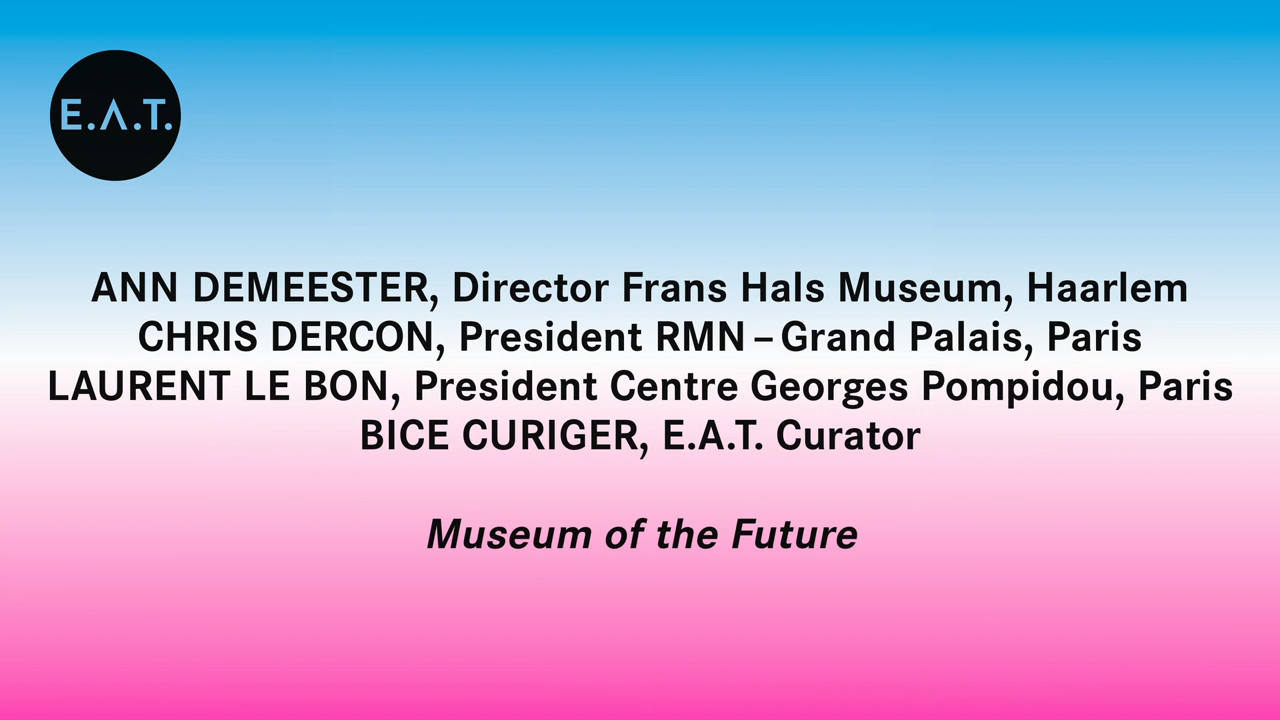 E.Λ.T.
ANN DEMEESTER, Director Frans Hals Museum, Haarlem
CHRIS DERCON, President RMN – Grand Palais, Paris
LAURENT LE BON, President Centre Georges Pompidou, Paris
BICE CURIGER, E.A.T. Curator
Museum of the Future